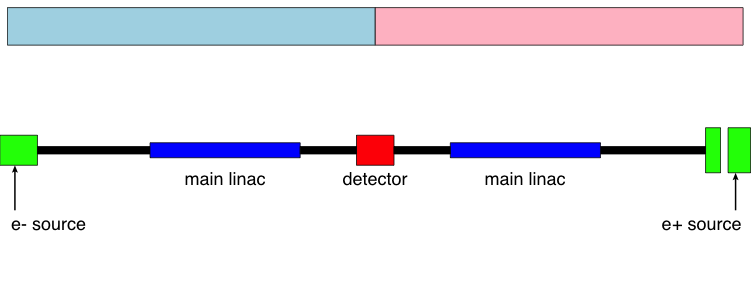 main linac
detector
main linac
e- source
e+ source